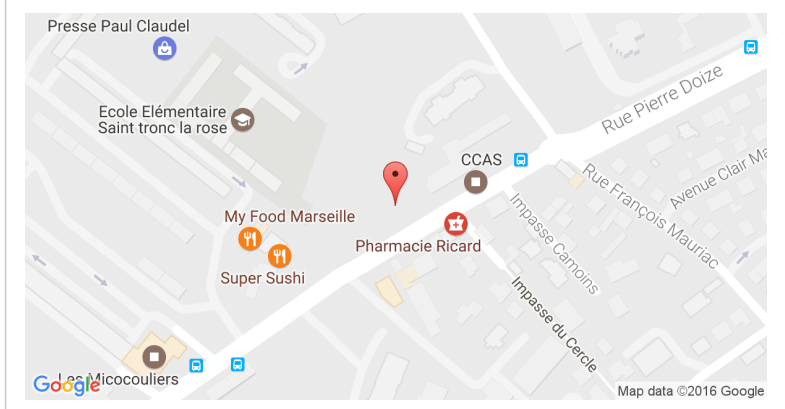 Presse Paul Claudel
Ecole Elémentaire
Saint tronc la rose
Rue Pierre Doize
CCAS
Rue François Mauriac
Avenue Clair Ma
My Food Marseille
Impasse Camoins
Pharmacie Ricard
Super Sushi
Impasse du Cercle
Les Micocouliers
Google
Map data ©2016 Google